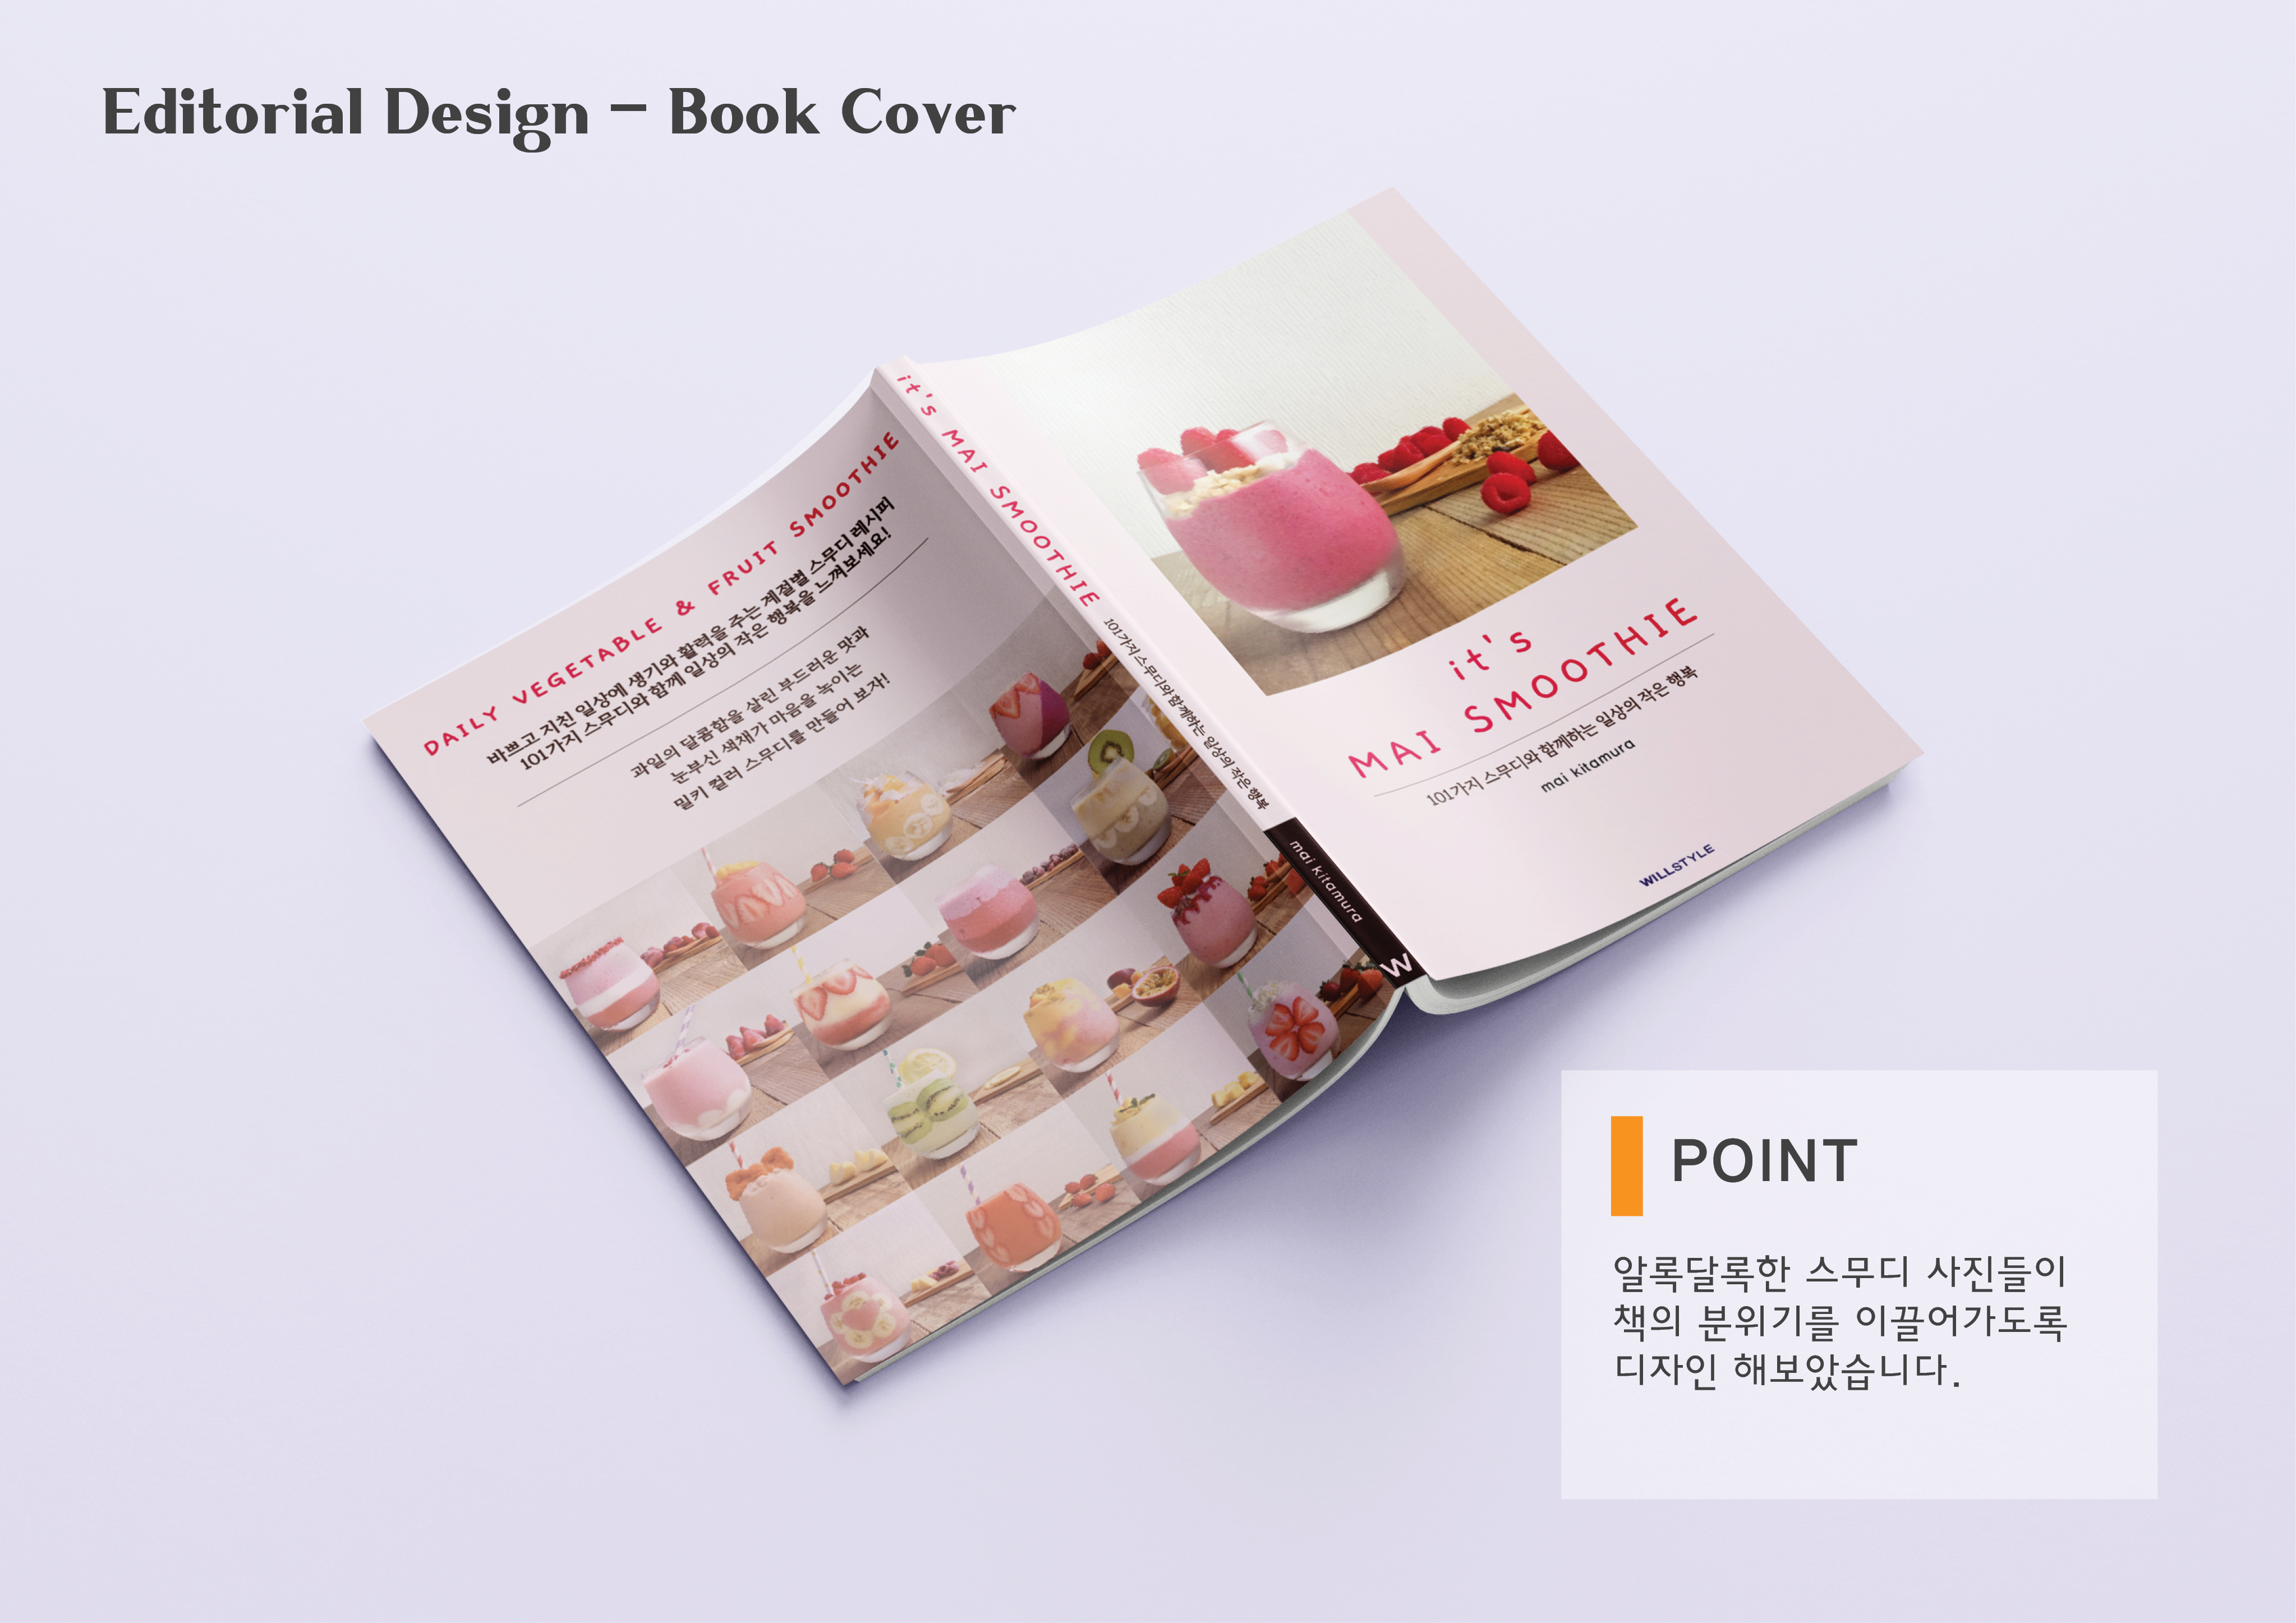 Editorial Design – Book Cover
DAILY VEGETABLE & FRUIT SMOOTHIE
바쁘고 지친 일상에 생기와 활력을 주는 계절별 스무디 레시피
101가지 스무디와 함께 일상의 작은 행복을 느껴보세요!
과일의 달콤함을 살린 부드러운 맛과
눈부신 색채가 마음을 녹이는
밀키 컬러 스무디를 만들어 보자!
it's MAI SMOOTHIE 101가지 스무디와 함께하는 일상의 작은 행복
mai kitamura
W
it's
MAI SMOOTHIE
101가지 스무디와 함께하는 일상의 작은 행복
mai kitamura
WILLSTYLE
POINT
알록달록한 스무디 사진들이
책의 분위기를 이끌어가도록
디자인 해보았습니다.